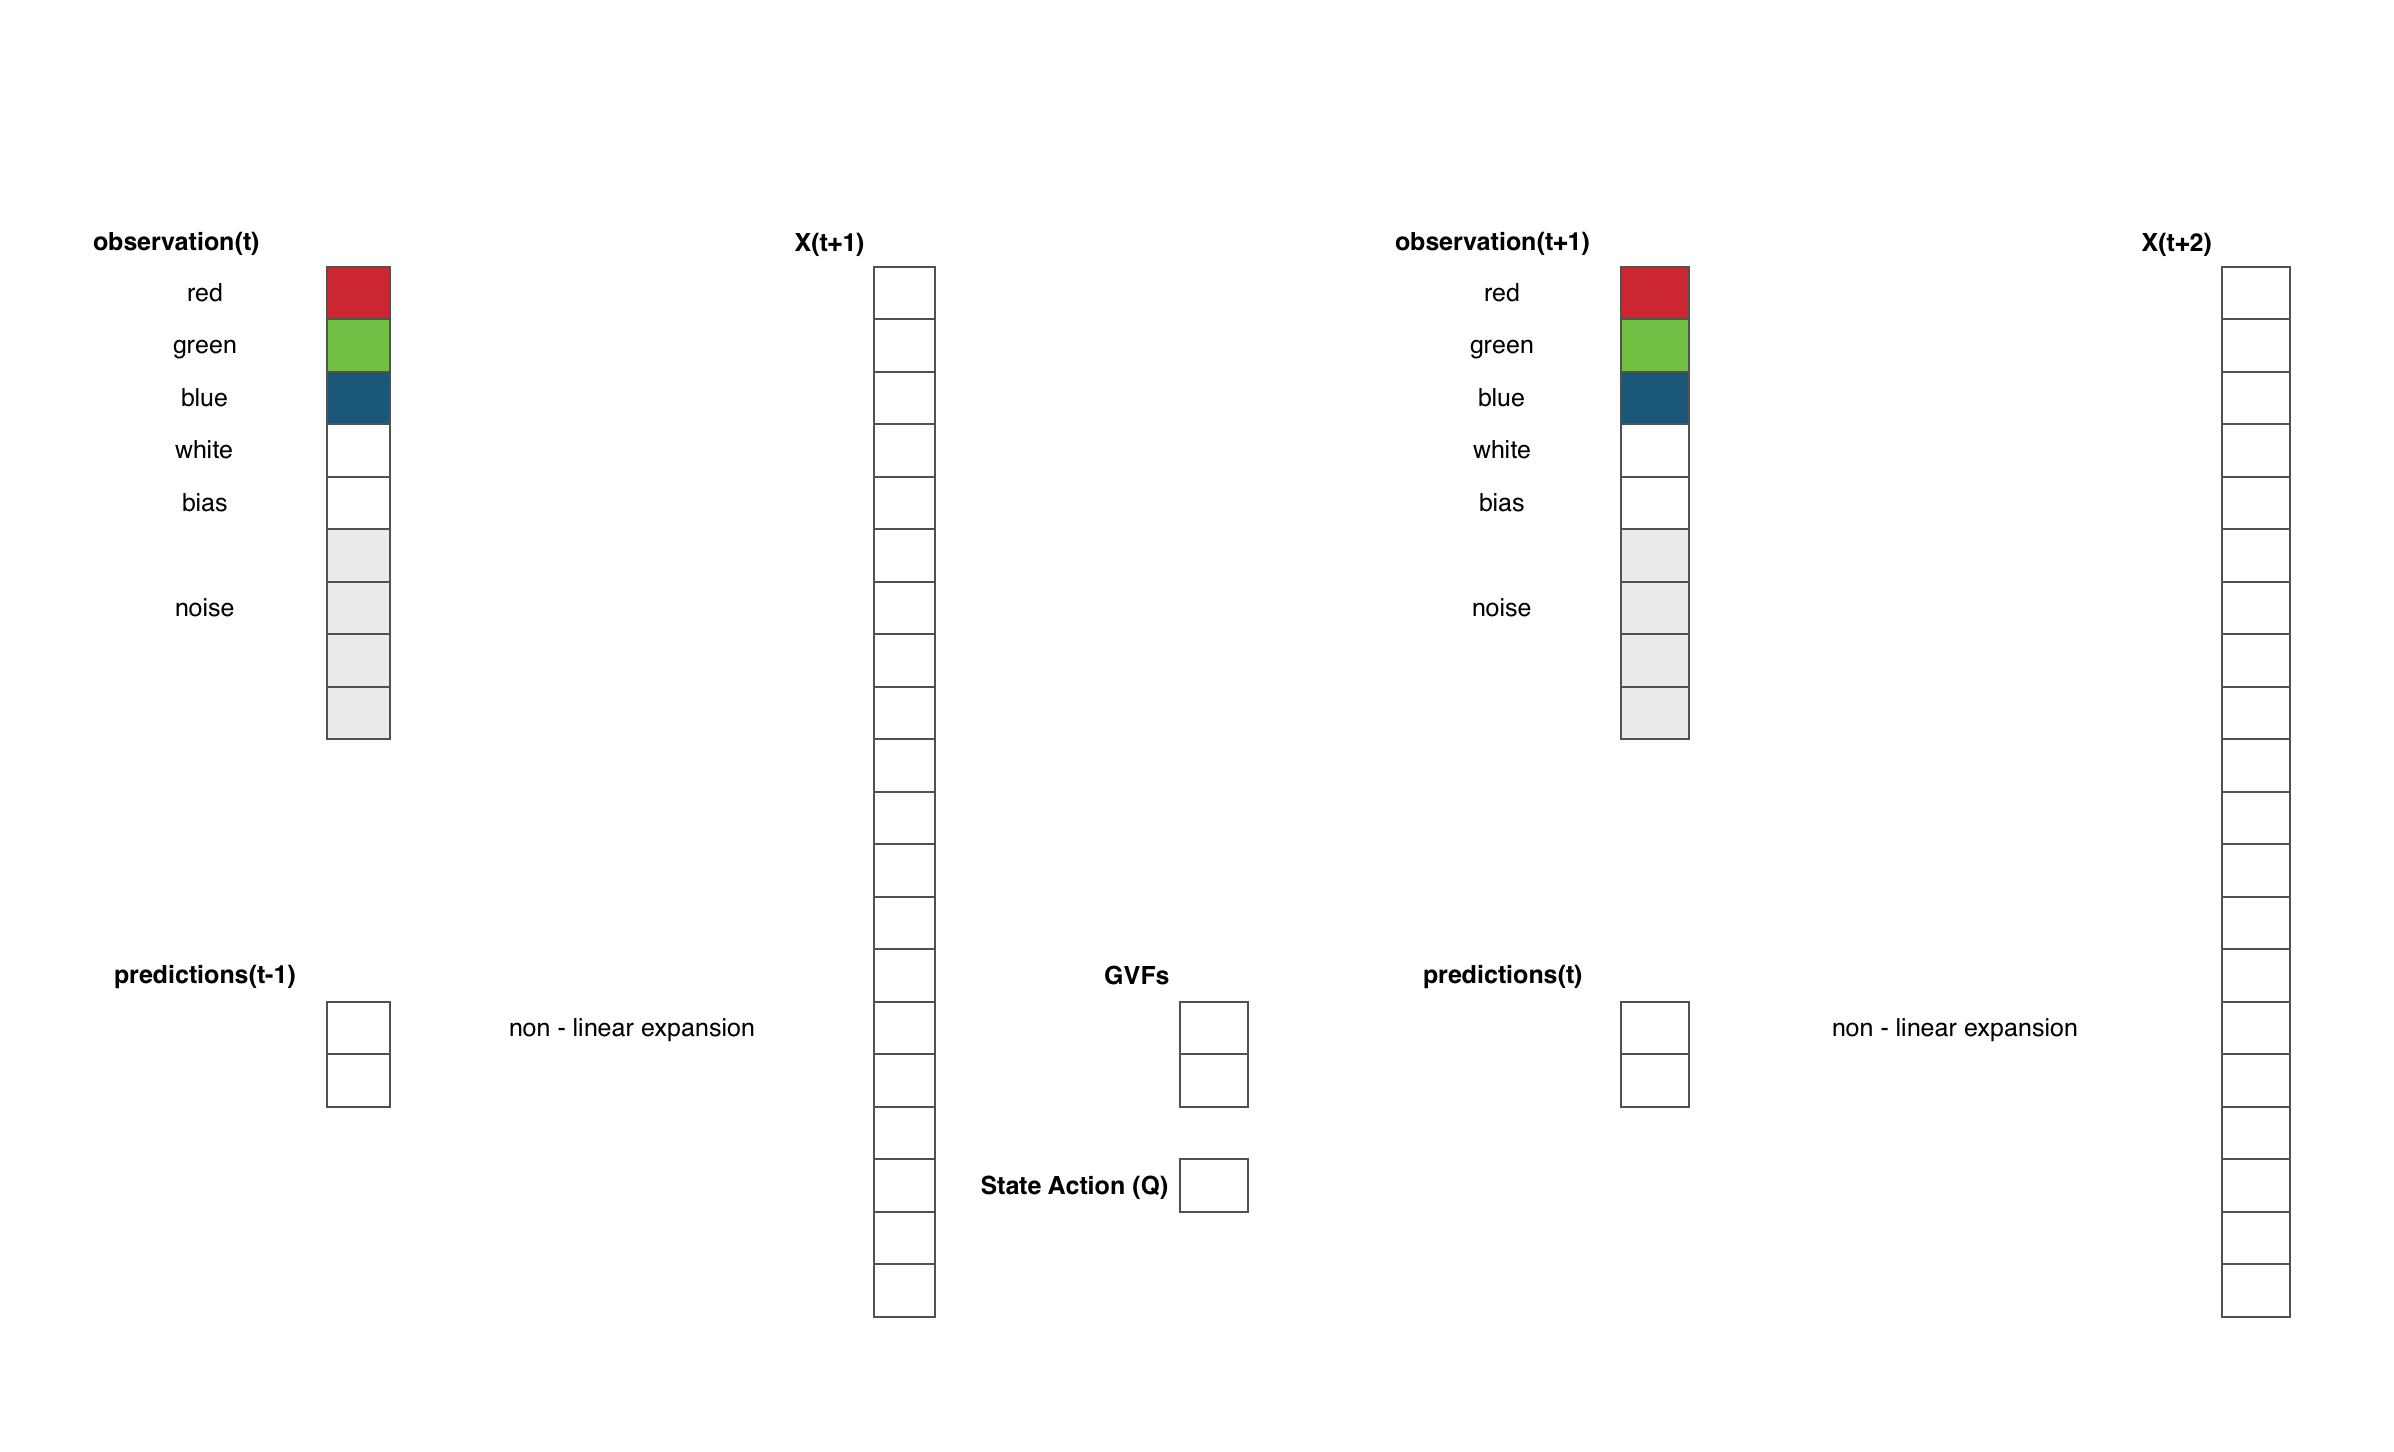 observation(t)
red
green
blue
white
bias
noise
predictions(t-1)
non - linear expansion
X(t+1)
GVFs
State Action (Q)
observation(t+1)
red
green
blue
white
bias
noise
predictions(t)
non - linear expansion
X(t+2)